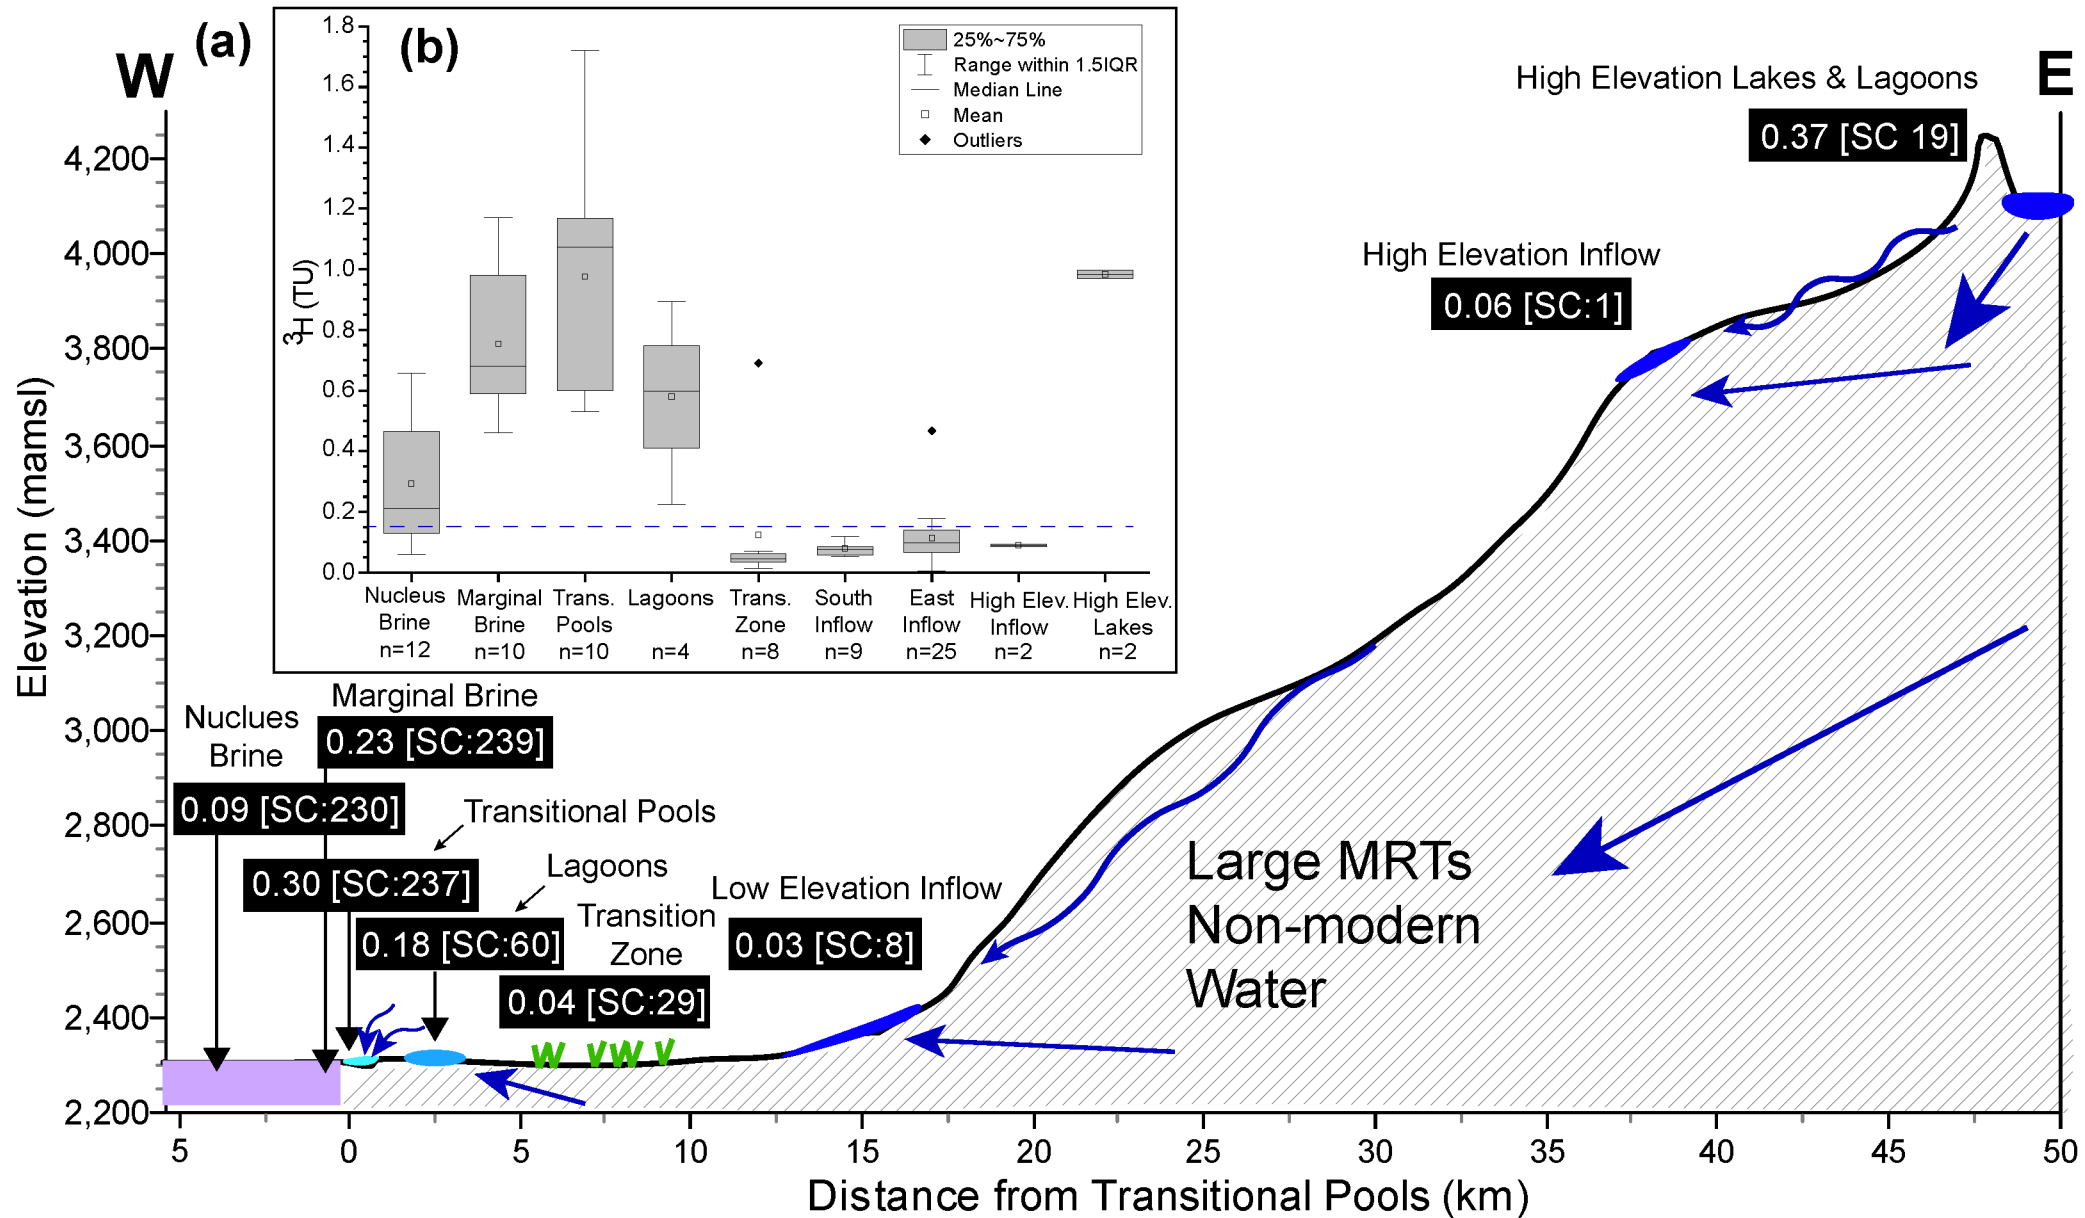 (a)
W
E
(b)
25%~75%
Range within 1.5IQR
Median Line
Mean
Outliers
1.8
1.6
1.4
1.2
1.0
0.8
0.6
0.4
0.2
0.0
³H (TU)
Nucleus
Brine
n=12
Marginal
Brine
n=10
Trans.
Pools
n=10
Lagoons
n=4
Trans.
Zone
n=8
South
Inflow
n=9
East
Inflow
n=25
High Elev.
Inflow
n=2
High Elev.
Lakes
n=2
High Elevation Lakes & Lagoons
0.37 [SC 19]
High Elevation Inflow
0.06 [SC:1]
Marginal Brine
0.23 [SC:239]
Nuclues
Brine
0.09 [SC:230]
Transitional Pools
0.30 [SC:237]
Lagoons
0.18 [SC:60]
Transition
Zone
0.04 [SC:29]
Low Elevation Inflow
0.03 [SC:8]
Large MRTs
Non-modern
Water
Elevation (mamsl)
4,200
4,000
3,800
3,600
3,400
3,200
3,000
2,800
2,600
2,400
2,200
5
0
5
10
15
20
25
30
35
40
45
50
Distance from Transitional Pools (km)